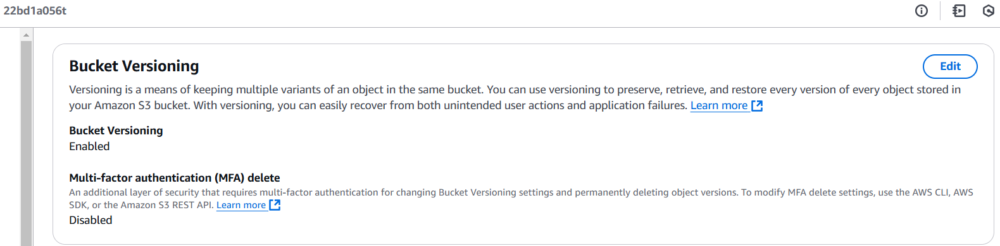 22bd1a056t
Bucket Versioning
Edit
Versioning is a means of keeping multiple variants of an object in the same bucket. You can use versioning to preserve, retrieve, and restore every version of every object stored in
your Amazon S3 bucket. With versioning, you can easily recover from both unintended user actions and application failures. Learn more
Bucket Versioning
Enabled
Multi-factor authentication (MFA) delete
An additional layer of security that requires multi-factor authentication for changing Bucket Versioning settings and permanently deleting object versions. To modify MFA delete settings, use the AWS CLI, AWS
SDK, or the Amazon S3 REST API. Learn more
Disabled